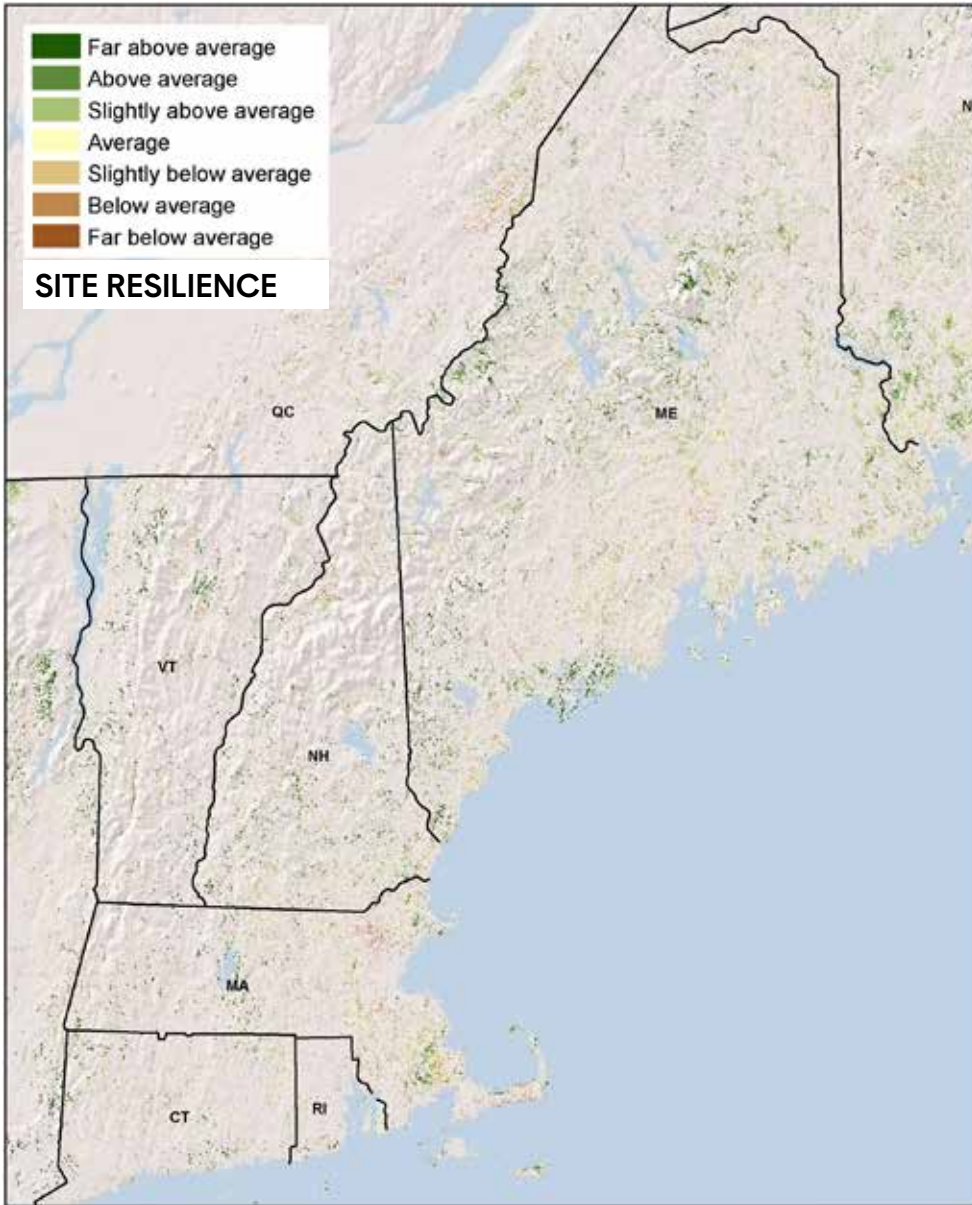 Far above average
Above average
Slightly above average
Average
Slightly below average
Below average
Far below average
SITE RESILIENCE
N
QC
ME
VT
NH
MA
CT
RI